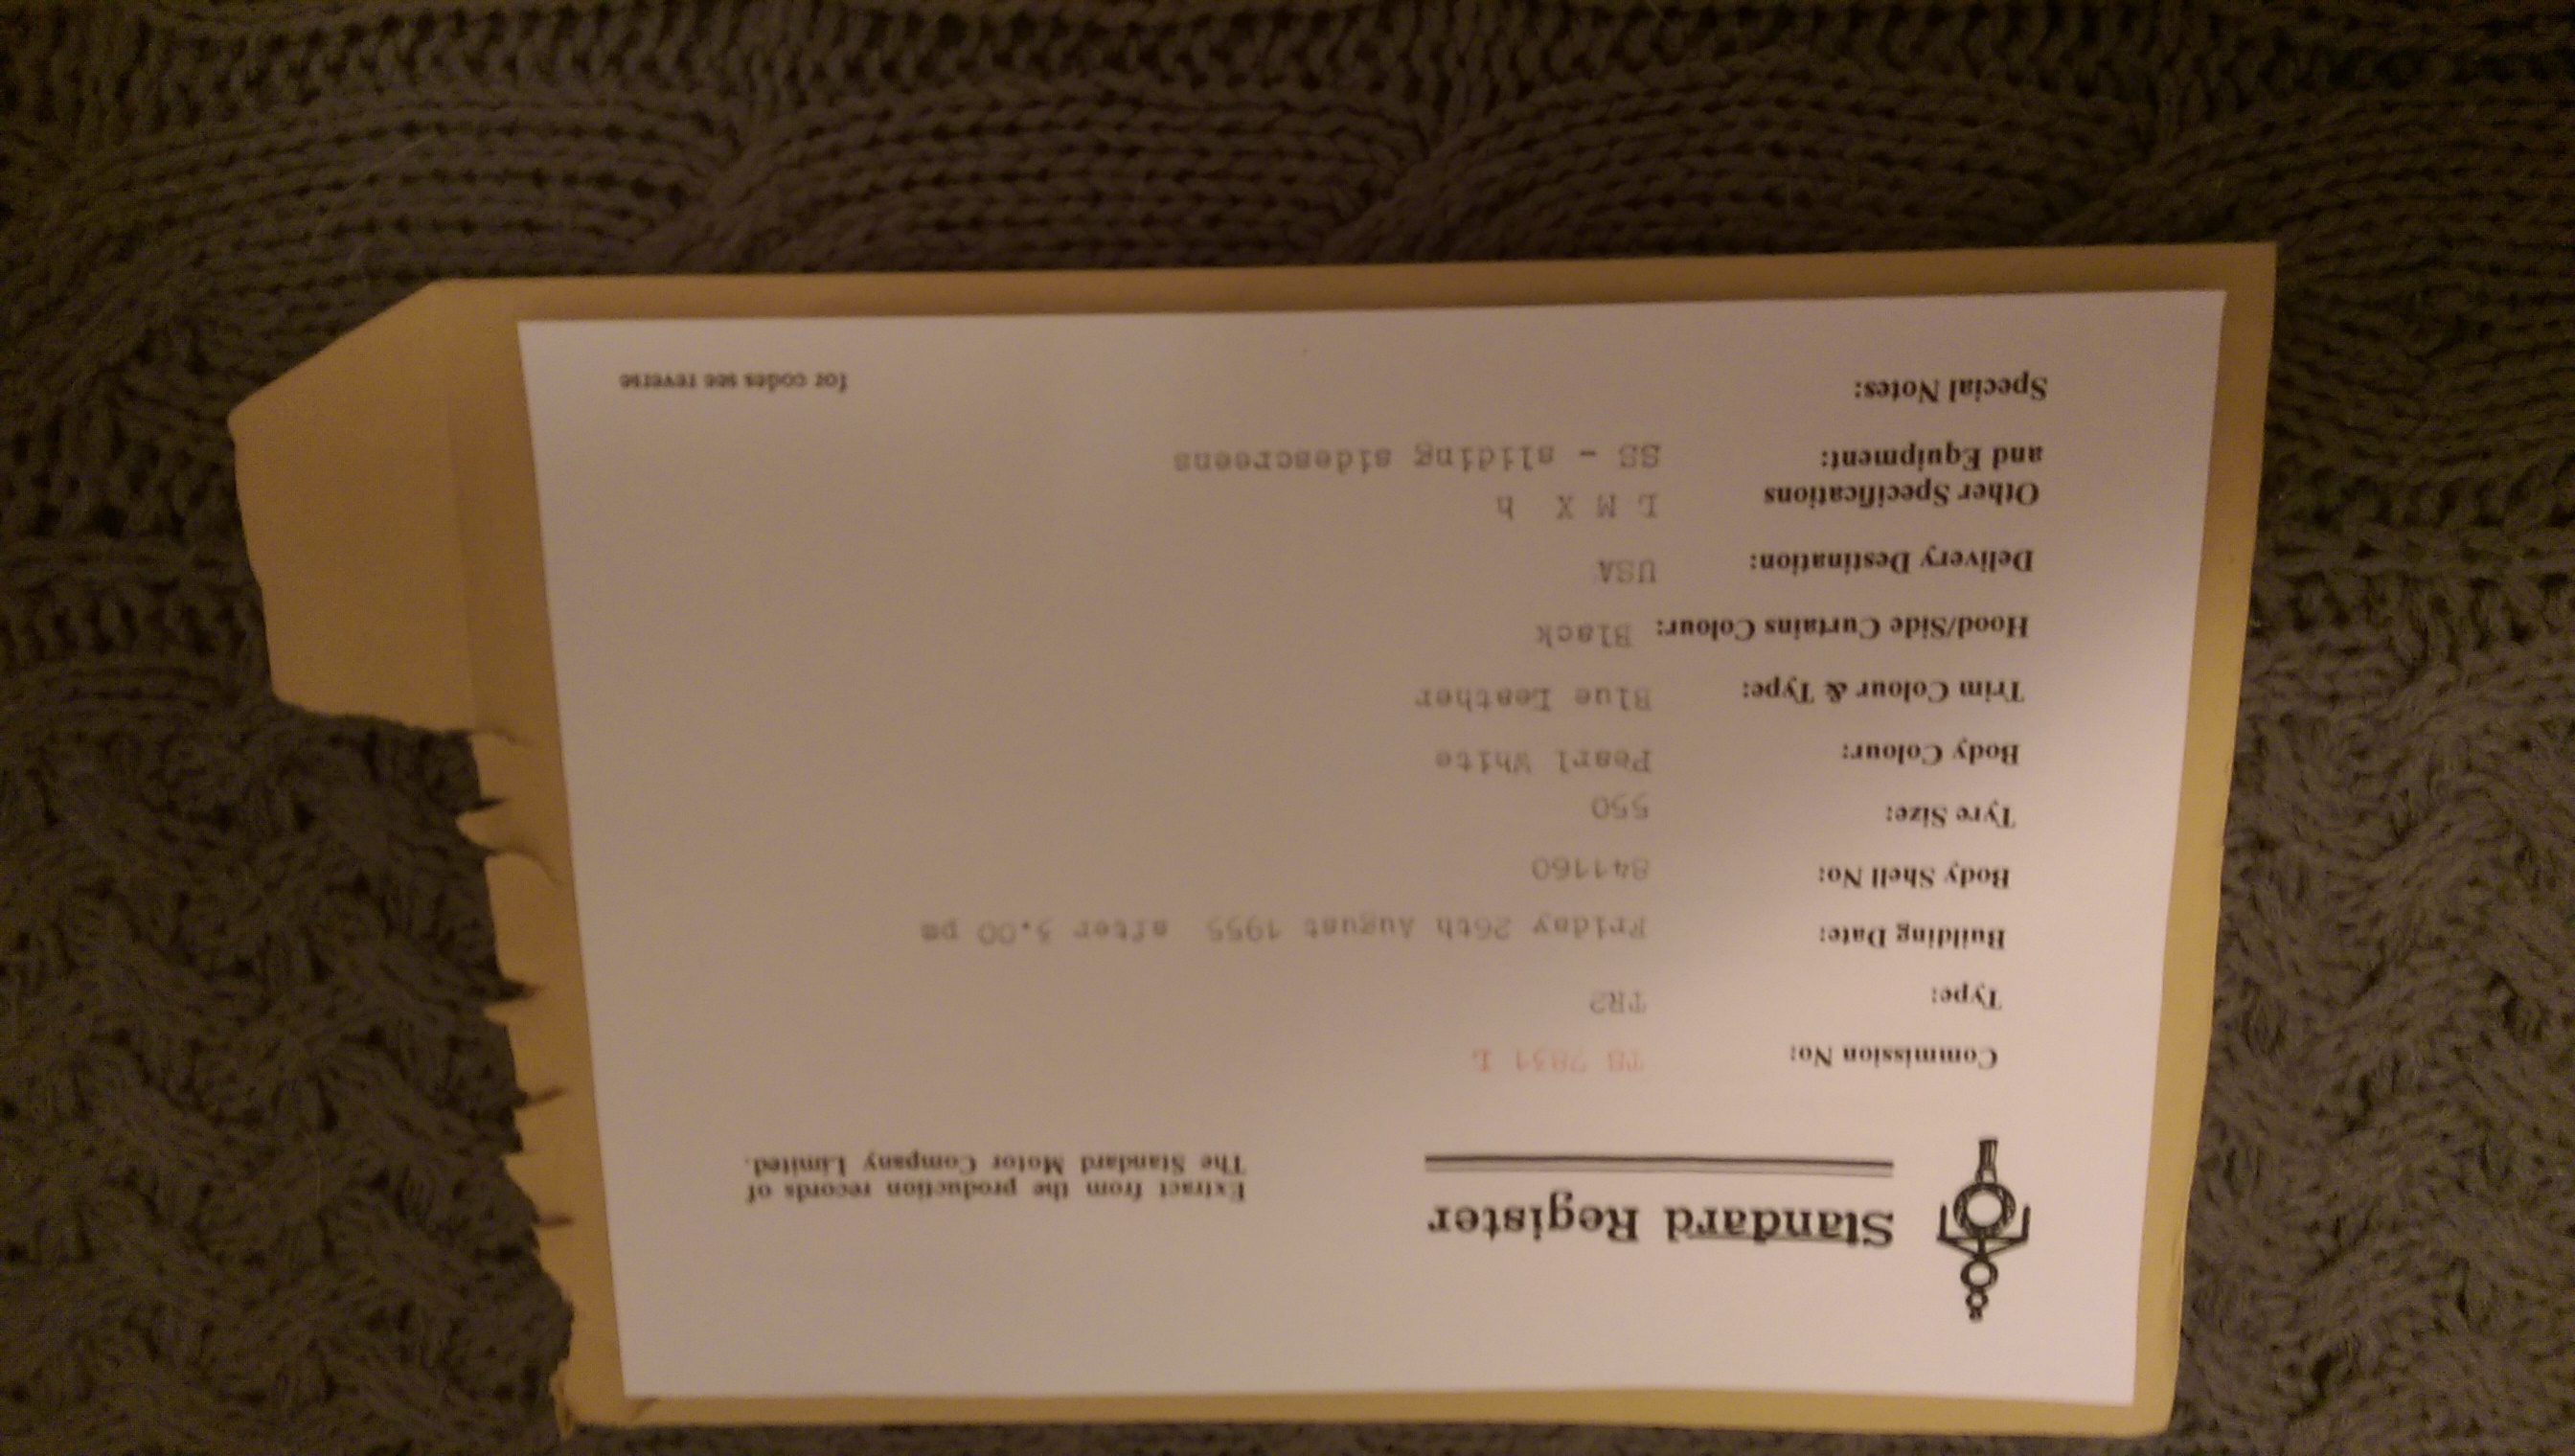 Standard Register
Extract from the production records of
The Standard Motor Company Limited.
Commission No: TS 7831 L
Type: TR2
Building Date: Friday 26th August 1955 after 5.00 pm
Body Shell No: 841160
Tyre Size: 550
Body Colour: Pearl White
Trim Colour & Type: Blue Leather
Hood/Side Curtains Colour: Black
Delivery Destination: USA
Other Specifications L M X h
and Equipment: SS - sliding sidescreens
Special Notes:
for codes see reverse